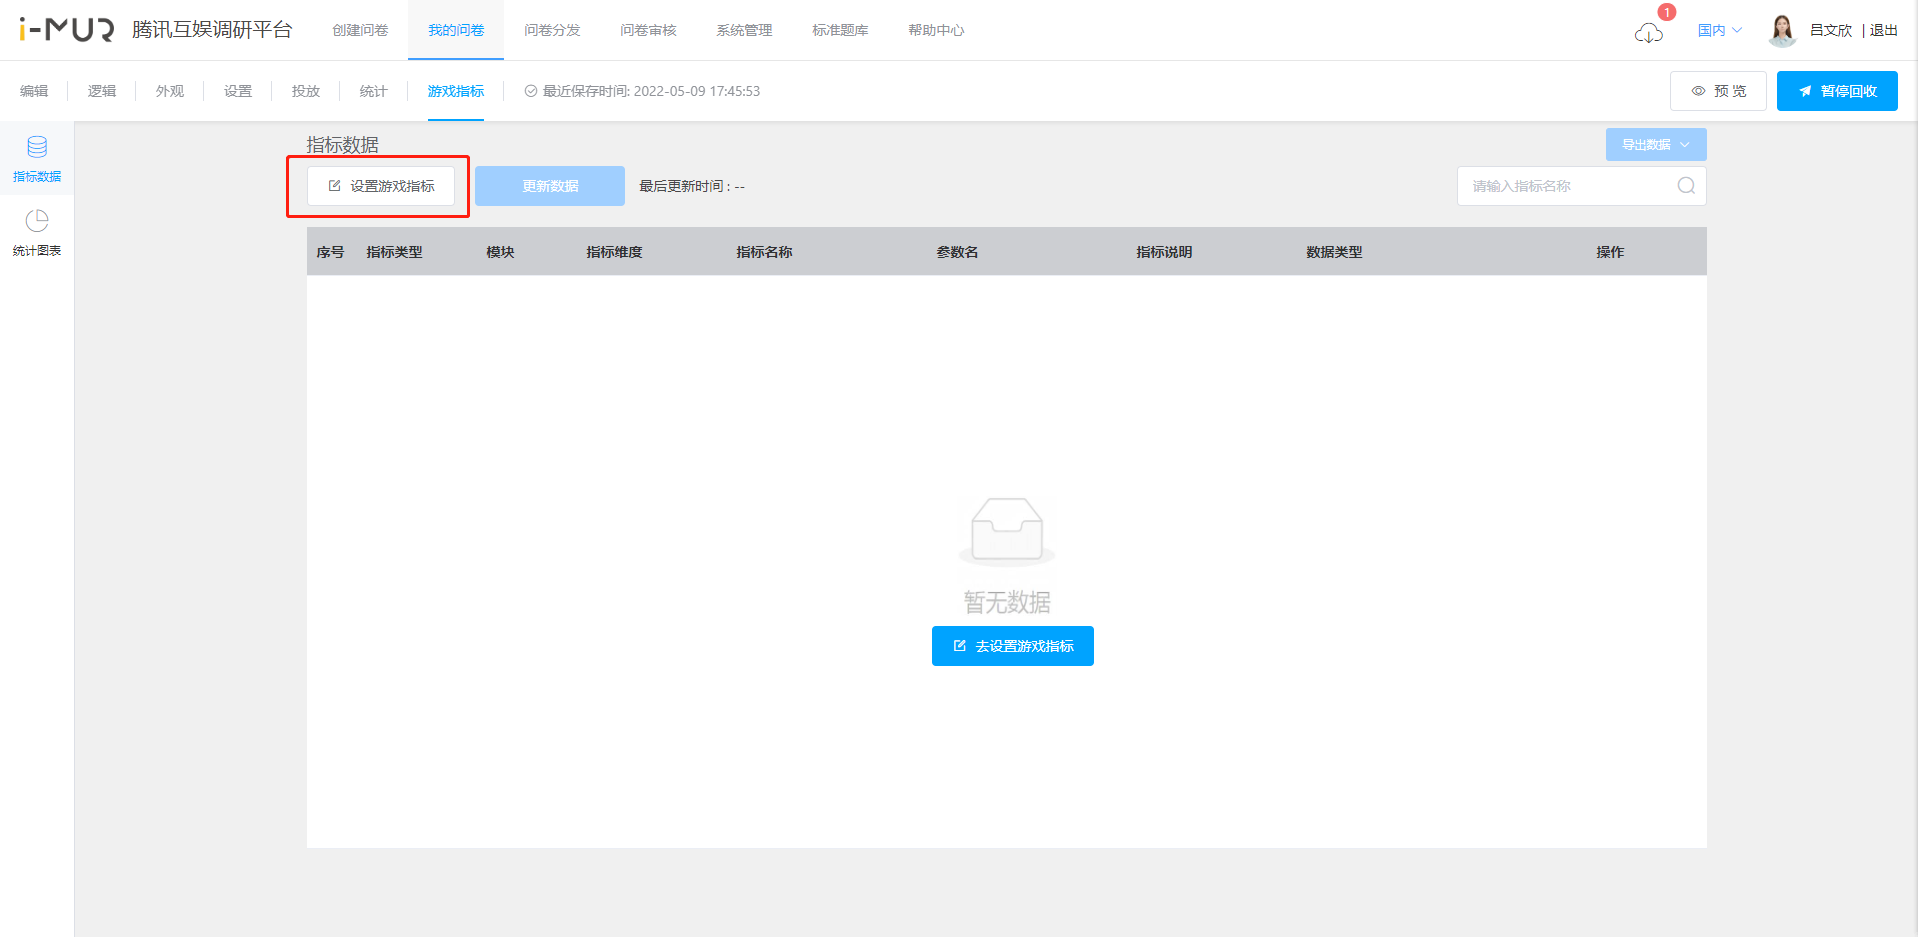 i-MUR 腾讯互娱调研平台 创建问卷 我的问卷 问卷分发 问卷审核 系统管理 标准题库 帮助中心 1 国内 吕文欣 | 退出
编辑 逻辑 外观 设置 投放 统计 游戏指标 最近保存时间: 2022-05-09 17:45:53 预 览 暂停回收
指标数据
统计图表
指标数据 导出数据
设置游戏指标 更新数据 最后更新时间 : -- 请输入指标名称
序号 指标类型 模块 指标维度 指标名称 参数名 指标说明 数据类型 操作
暂无数据
去设置游戏指标